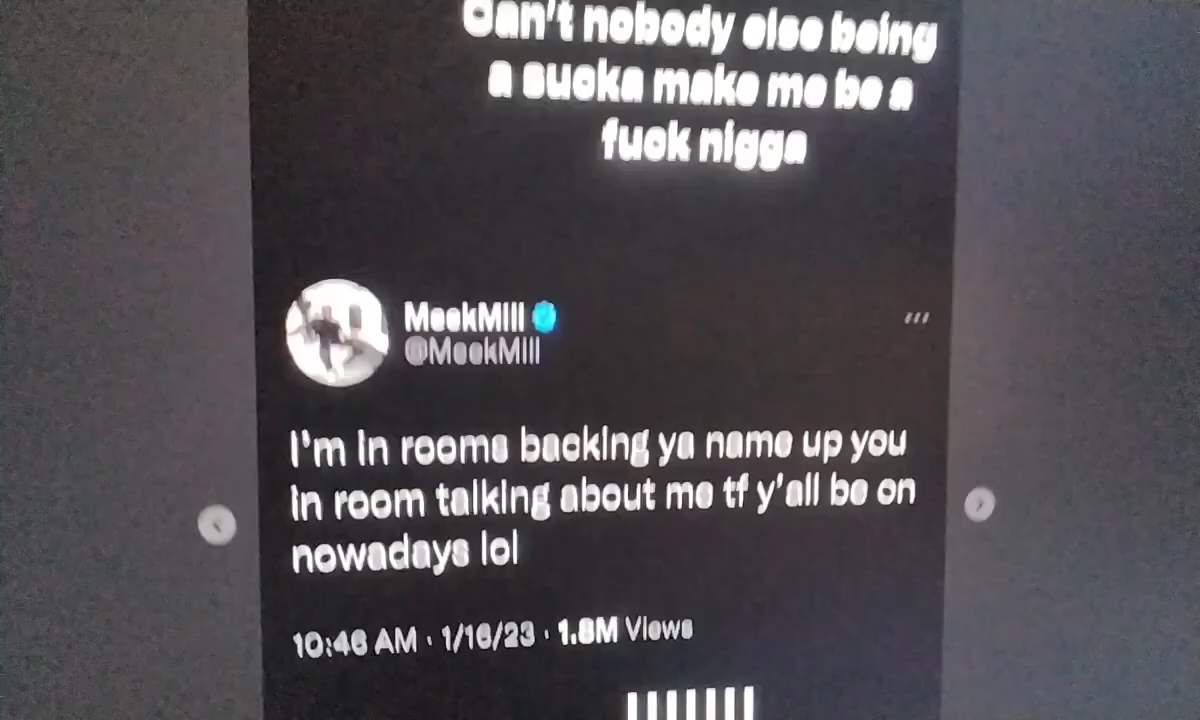 Can't nobody else being
a sucka make me be a
fuck nigga
MeekMill
@MeekMill
I'm in rooms backing ya name up you
in room talking about me tf y'all be on
nowadays lol
10:46 AM · 1/16/23 · 1.8M Views